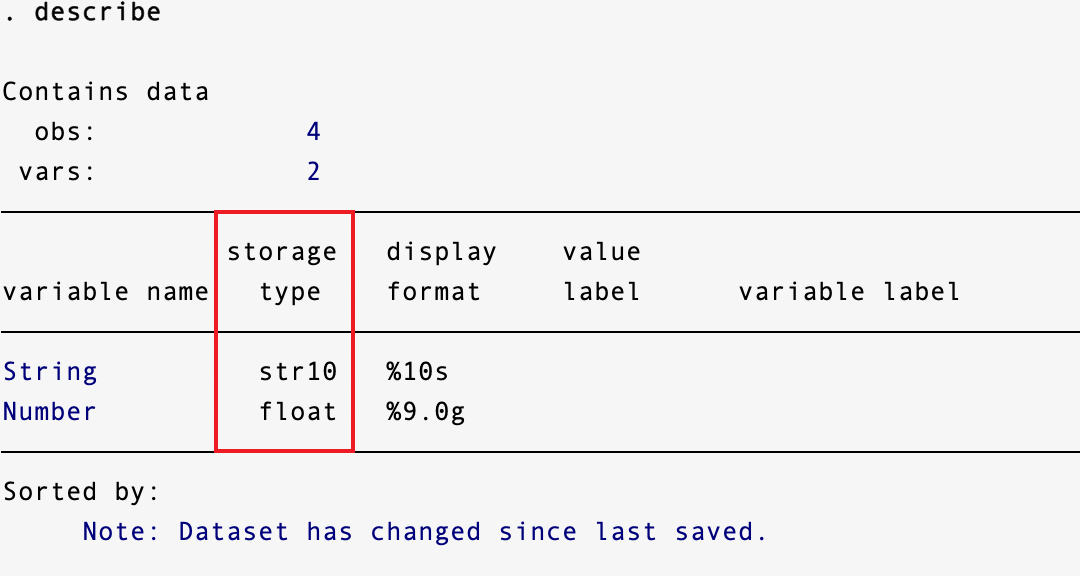 . describe
Contains data
obs: 4
vars: 2
storage display value
variable name type format label variable label
String str10 %10s
Number float %9.0g
Sorted by:
Note: Dataset has changed since last saved.